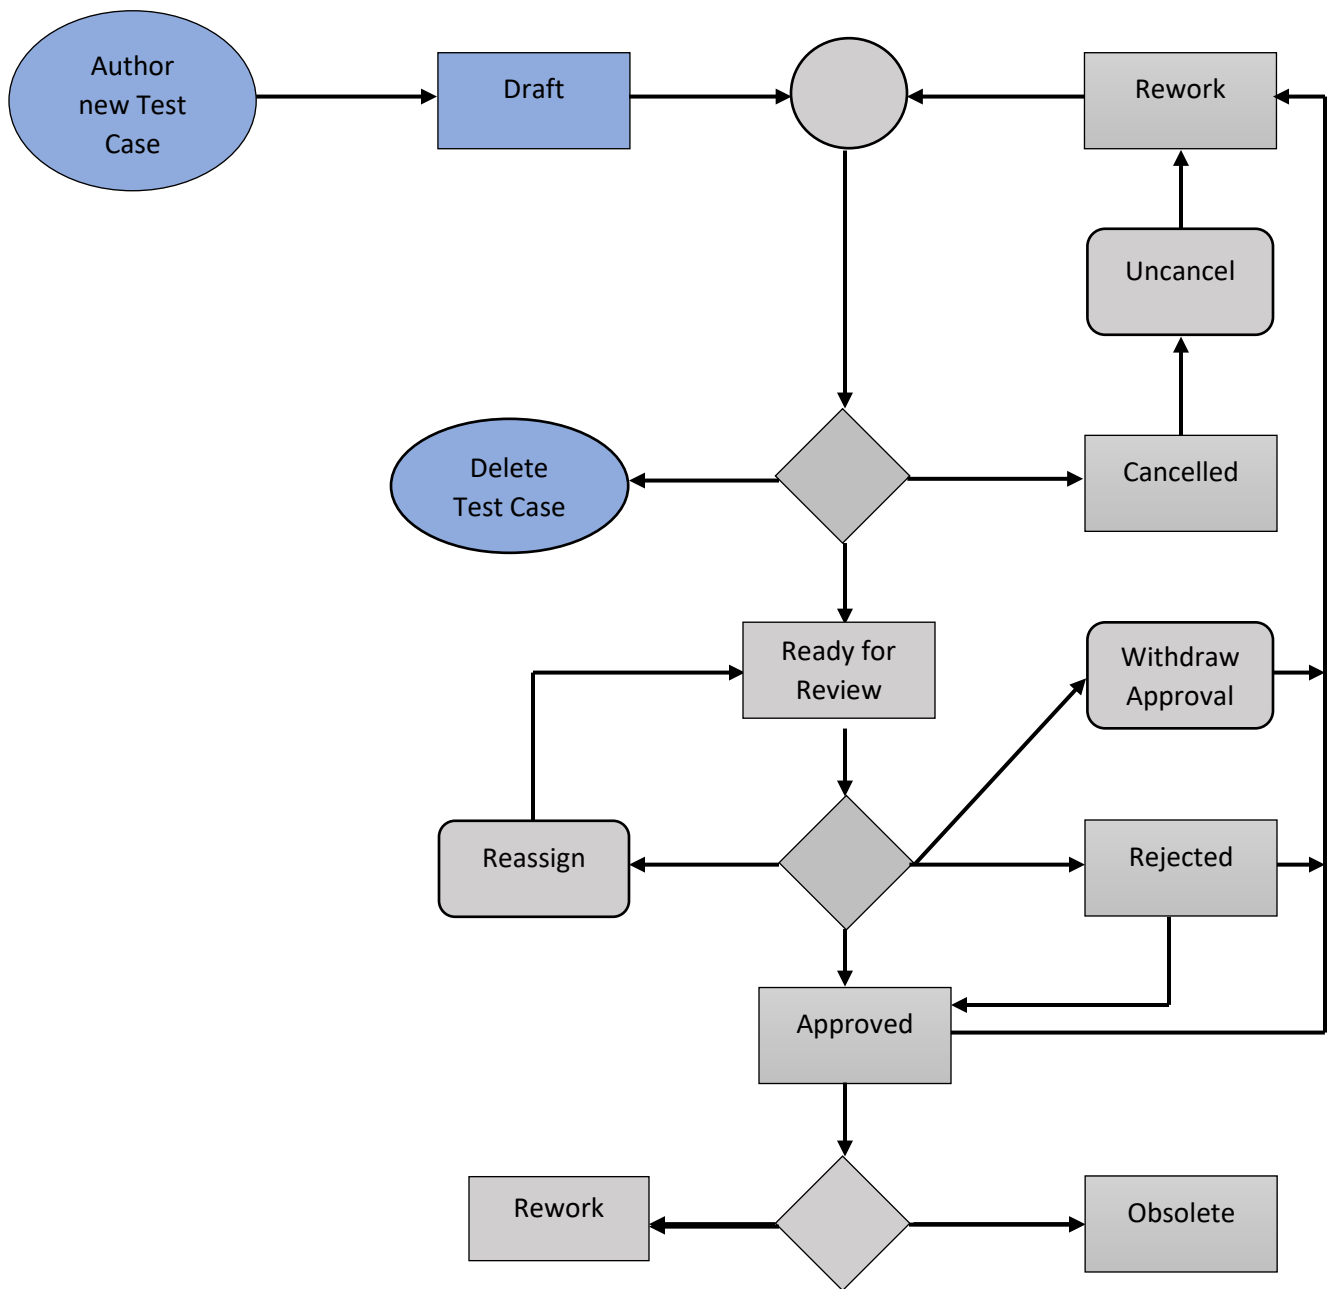 Author
new Test
Case
Draft
Rework
Uncancel
Delete
Test Case
Cancelled
Ready for
Review
Withdraw
Approval
Reassign
Rejected
Approved
Rework
Obsolete